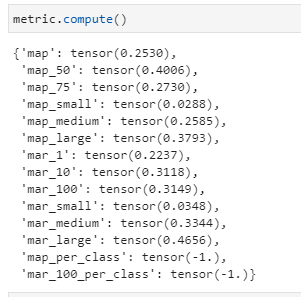 metric.compute()
{'map': tensor(0.2530),
'map_50': tensor(0.4006),
'map_75': tensor(0.2730),
'map_small': tensor(0.0288),
'map_medium': tensor(0.2585),
'map_large': tensor(0.3793),
'mar_1': tensor(0.2237),
'mar_10': tensor(0.3118),
'mar_100': tensor(0.3149),
'mar_small': tensor(0.0348),
'mar_medium': tensor(0.3344),
'mar_large': tensor(0.4656),
'map_per_class': tensor(-1.),
'mar_100_per_class': tensor(-1.)}